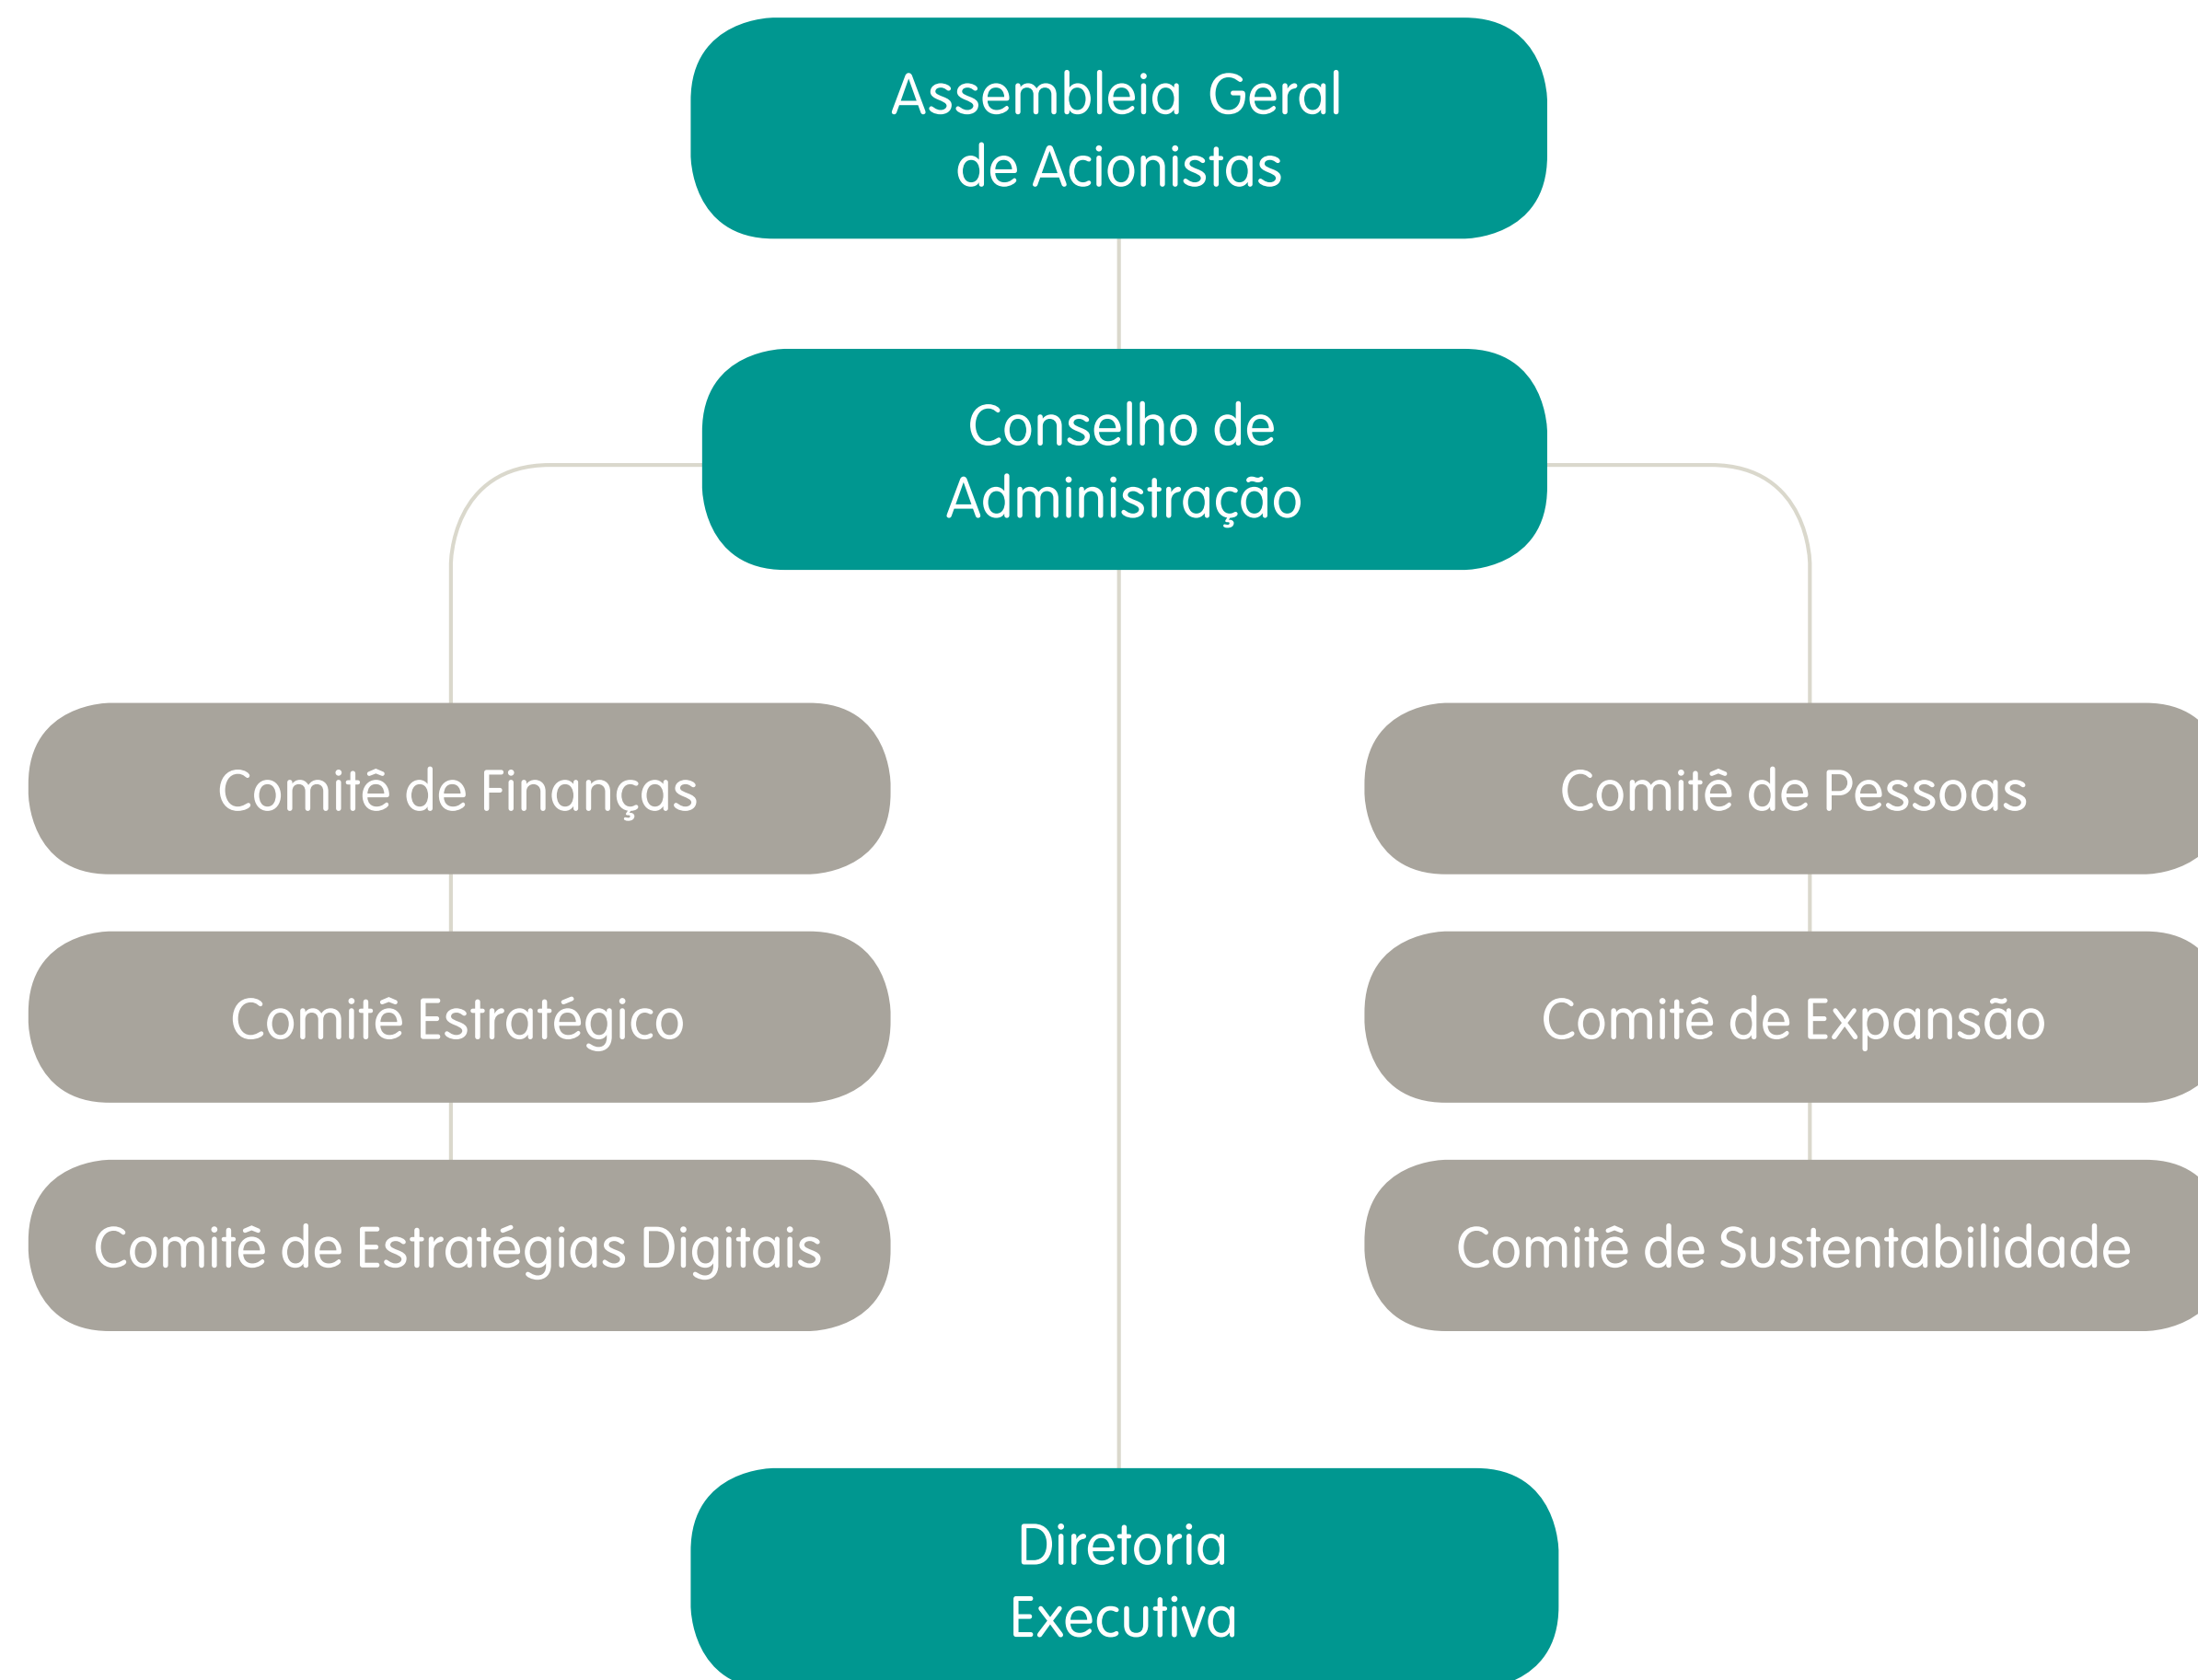 Assembleia Geral
de Acionistas
Conselho de
Administração
Comitê de Finanças
Comitê de Pessoas
Comitê Estratégico
Comitê de Expansão
Comitê de Estratégias Digitais
Comitê de Sustentabilidade
Diretoria
Executiva